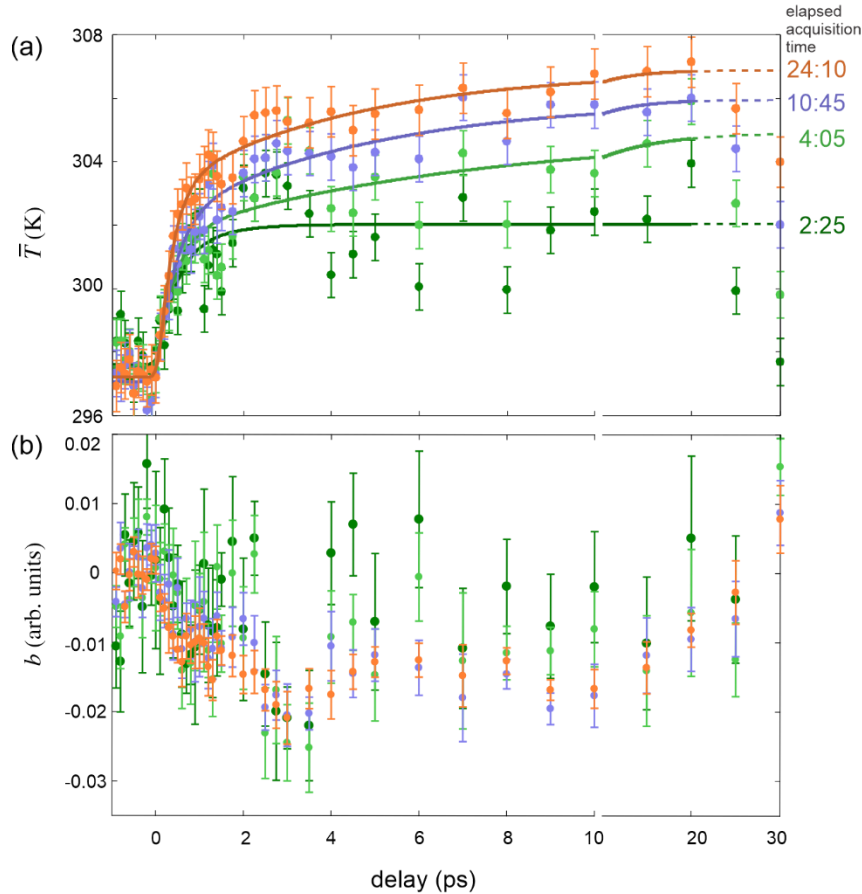 elapsed
acquisition
time
(a)
308
304
300
296
T̅ (K)
24:10
10:45
4:05
2:25
(b)
0.02
0.01
0
-0.01
-0.02
-0.03
b (arb. units)
0 2 4 6 8 10 20 30
delay (ps)